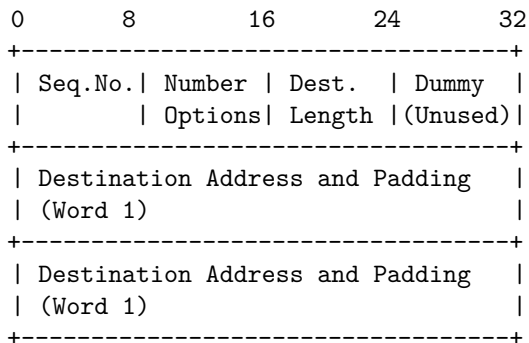 0 8 16 24 32
+----------------------------------+
| Seq.No.| Number | Dest. | Dummy |
| | Options| Length |(Unused)|
+----------------------------------+
| Destination Address and Padding |
| (Word 1) |
+----------------------------------+
| Destination Address and Padding |
| (Word 1) |
+----------------------------------+